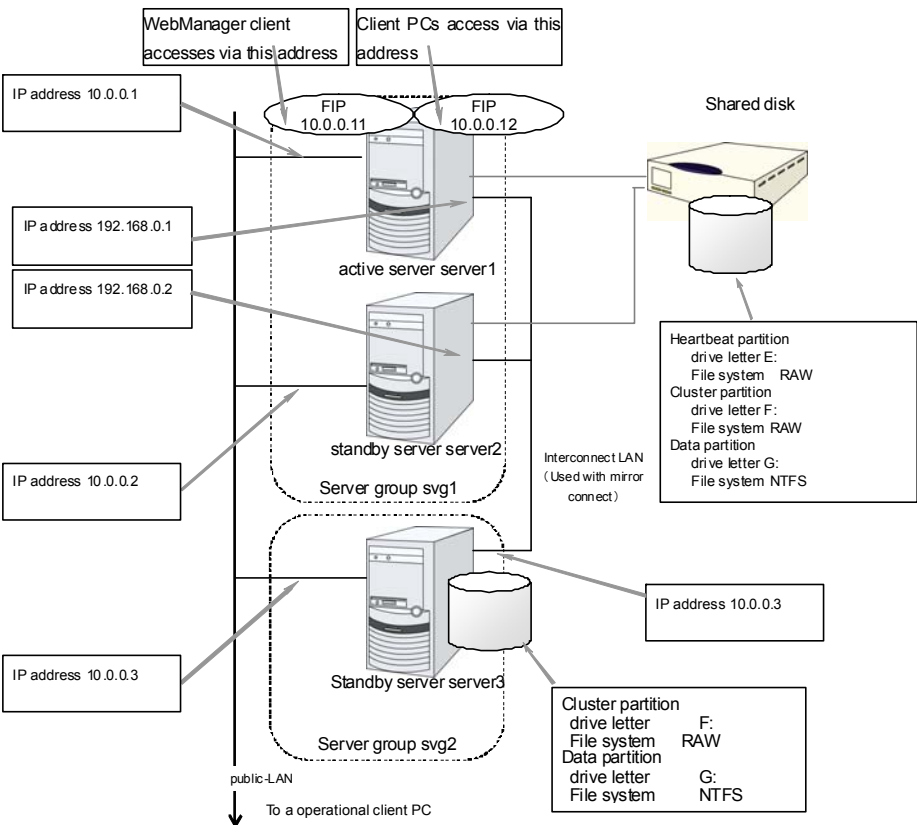 WebManager client
accesses via this address
Client PCs access via this
address
IP address 10.0.0.1
FIP
10.0.0.11
FIP
10.0.0.12
Shared disk
IP address 192.168.0.1
active server server1
IP address 192.168.0.2
Heartbeat partition
drive letter E:
File system RAW
Cluster partition
drive letter F:
File system RAW
Data partition
drive letter G:
File system NTFS
standby server server2
Interconnect LAN
(Used with mirror
connect)
IP address 10.0.0.2
Server group svg1
IP address 10.0.0.3
IP address 10.0.0.3
Standby server server3
Cluster partition
drive letter F:
File system RAW
Data partition
drive letter G:
File system NTFS
Server group svg2
public-LAN
To a operational client PC